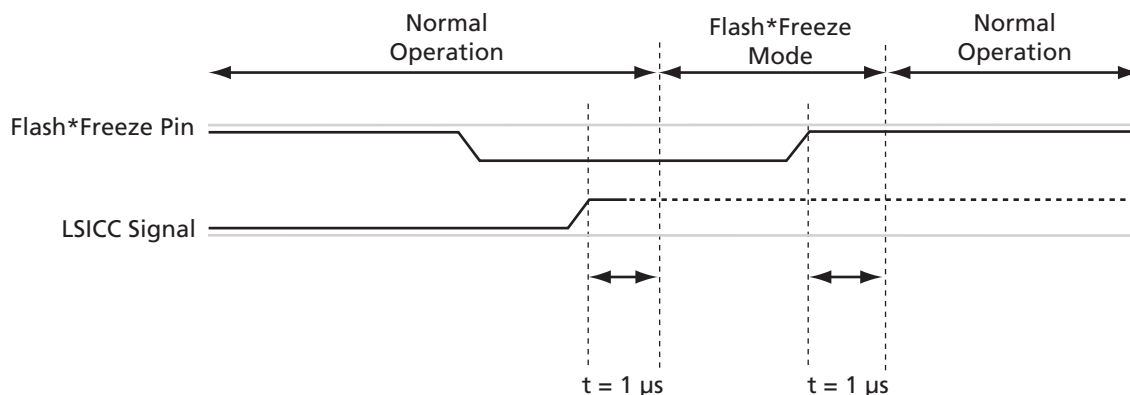 Normal
Operation
Flash*Freeze
Mode
Normal
Operation
Flash*Freeze Pin
LSICC Signal
t = 1 µs
t = 1 µs